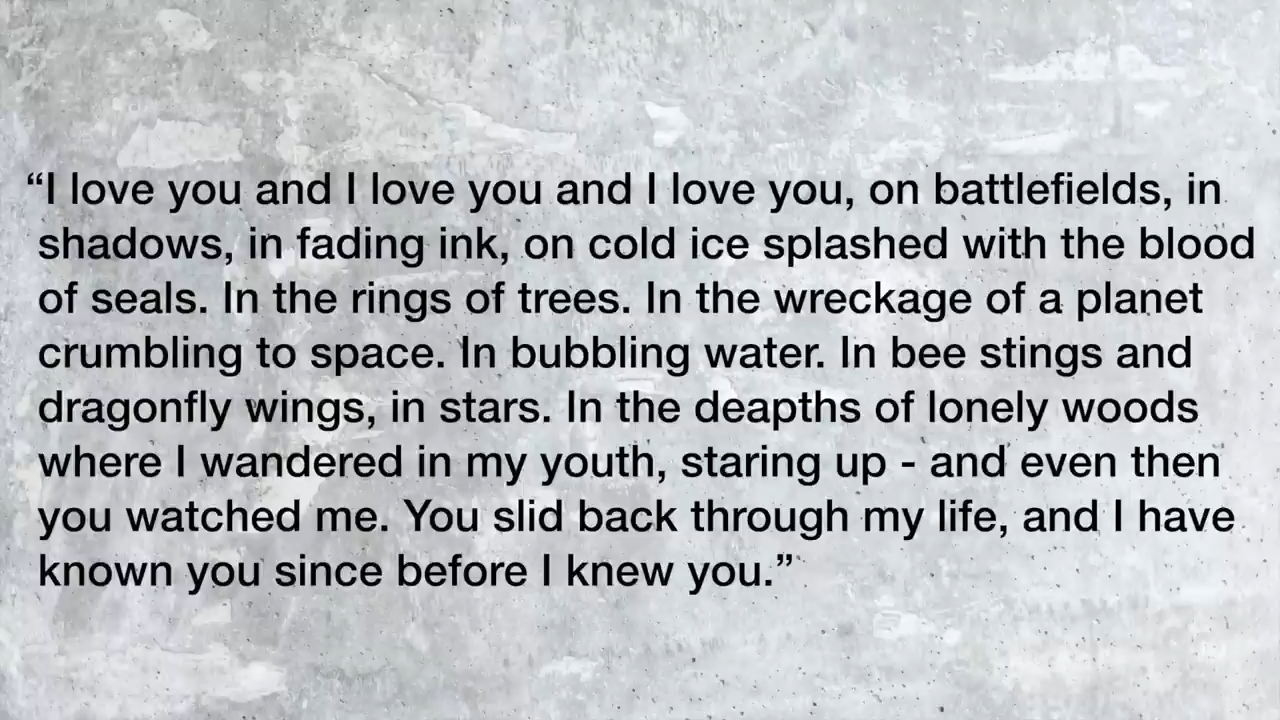 “I love you and I love you and I love you, on battlefields, in
shadows, in fading ink, on cold ice splashed with the blood
of seals. In the rings of trees. In the wreckage of a planet
crumbling to space. In bubbling water. In bee stings and
dragonfly wings, in stars. In the deapths of lonely woods
where I wandered in my youth, staring up - and even then
you watched me. You slid back through my life, and I have
known you since before I knew you.”